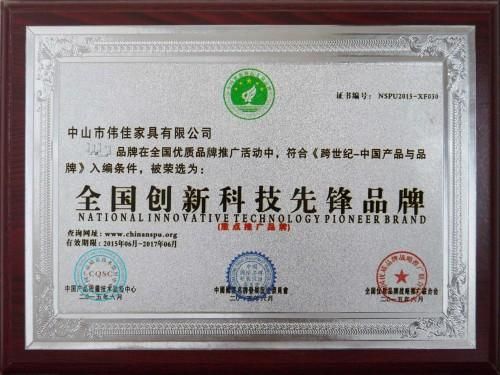 证书编号: NSPU2015-XF030
中山市伟佳家具有限公司
品牌在全国优质品牌推广活动中, 符合《跨世纪-中国产品与品
牌》入编条件, 被荣选为:
全国创新科技先锋品牌
NATIONAL INNOVATIVE TECHNOLOGY PIONEER BRAND
(重点推广品牌)
查询网址: www.chinanspu.org
有效期限: 2015年06月-2017年06月
CQSC
二〇一五年六月
二〇一五年六月
二〇一五年六月